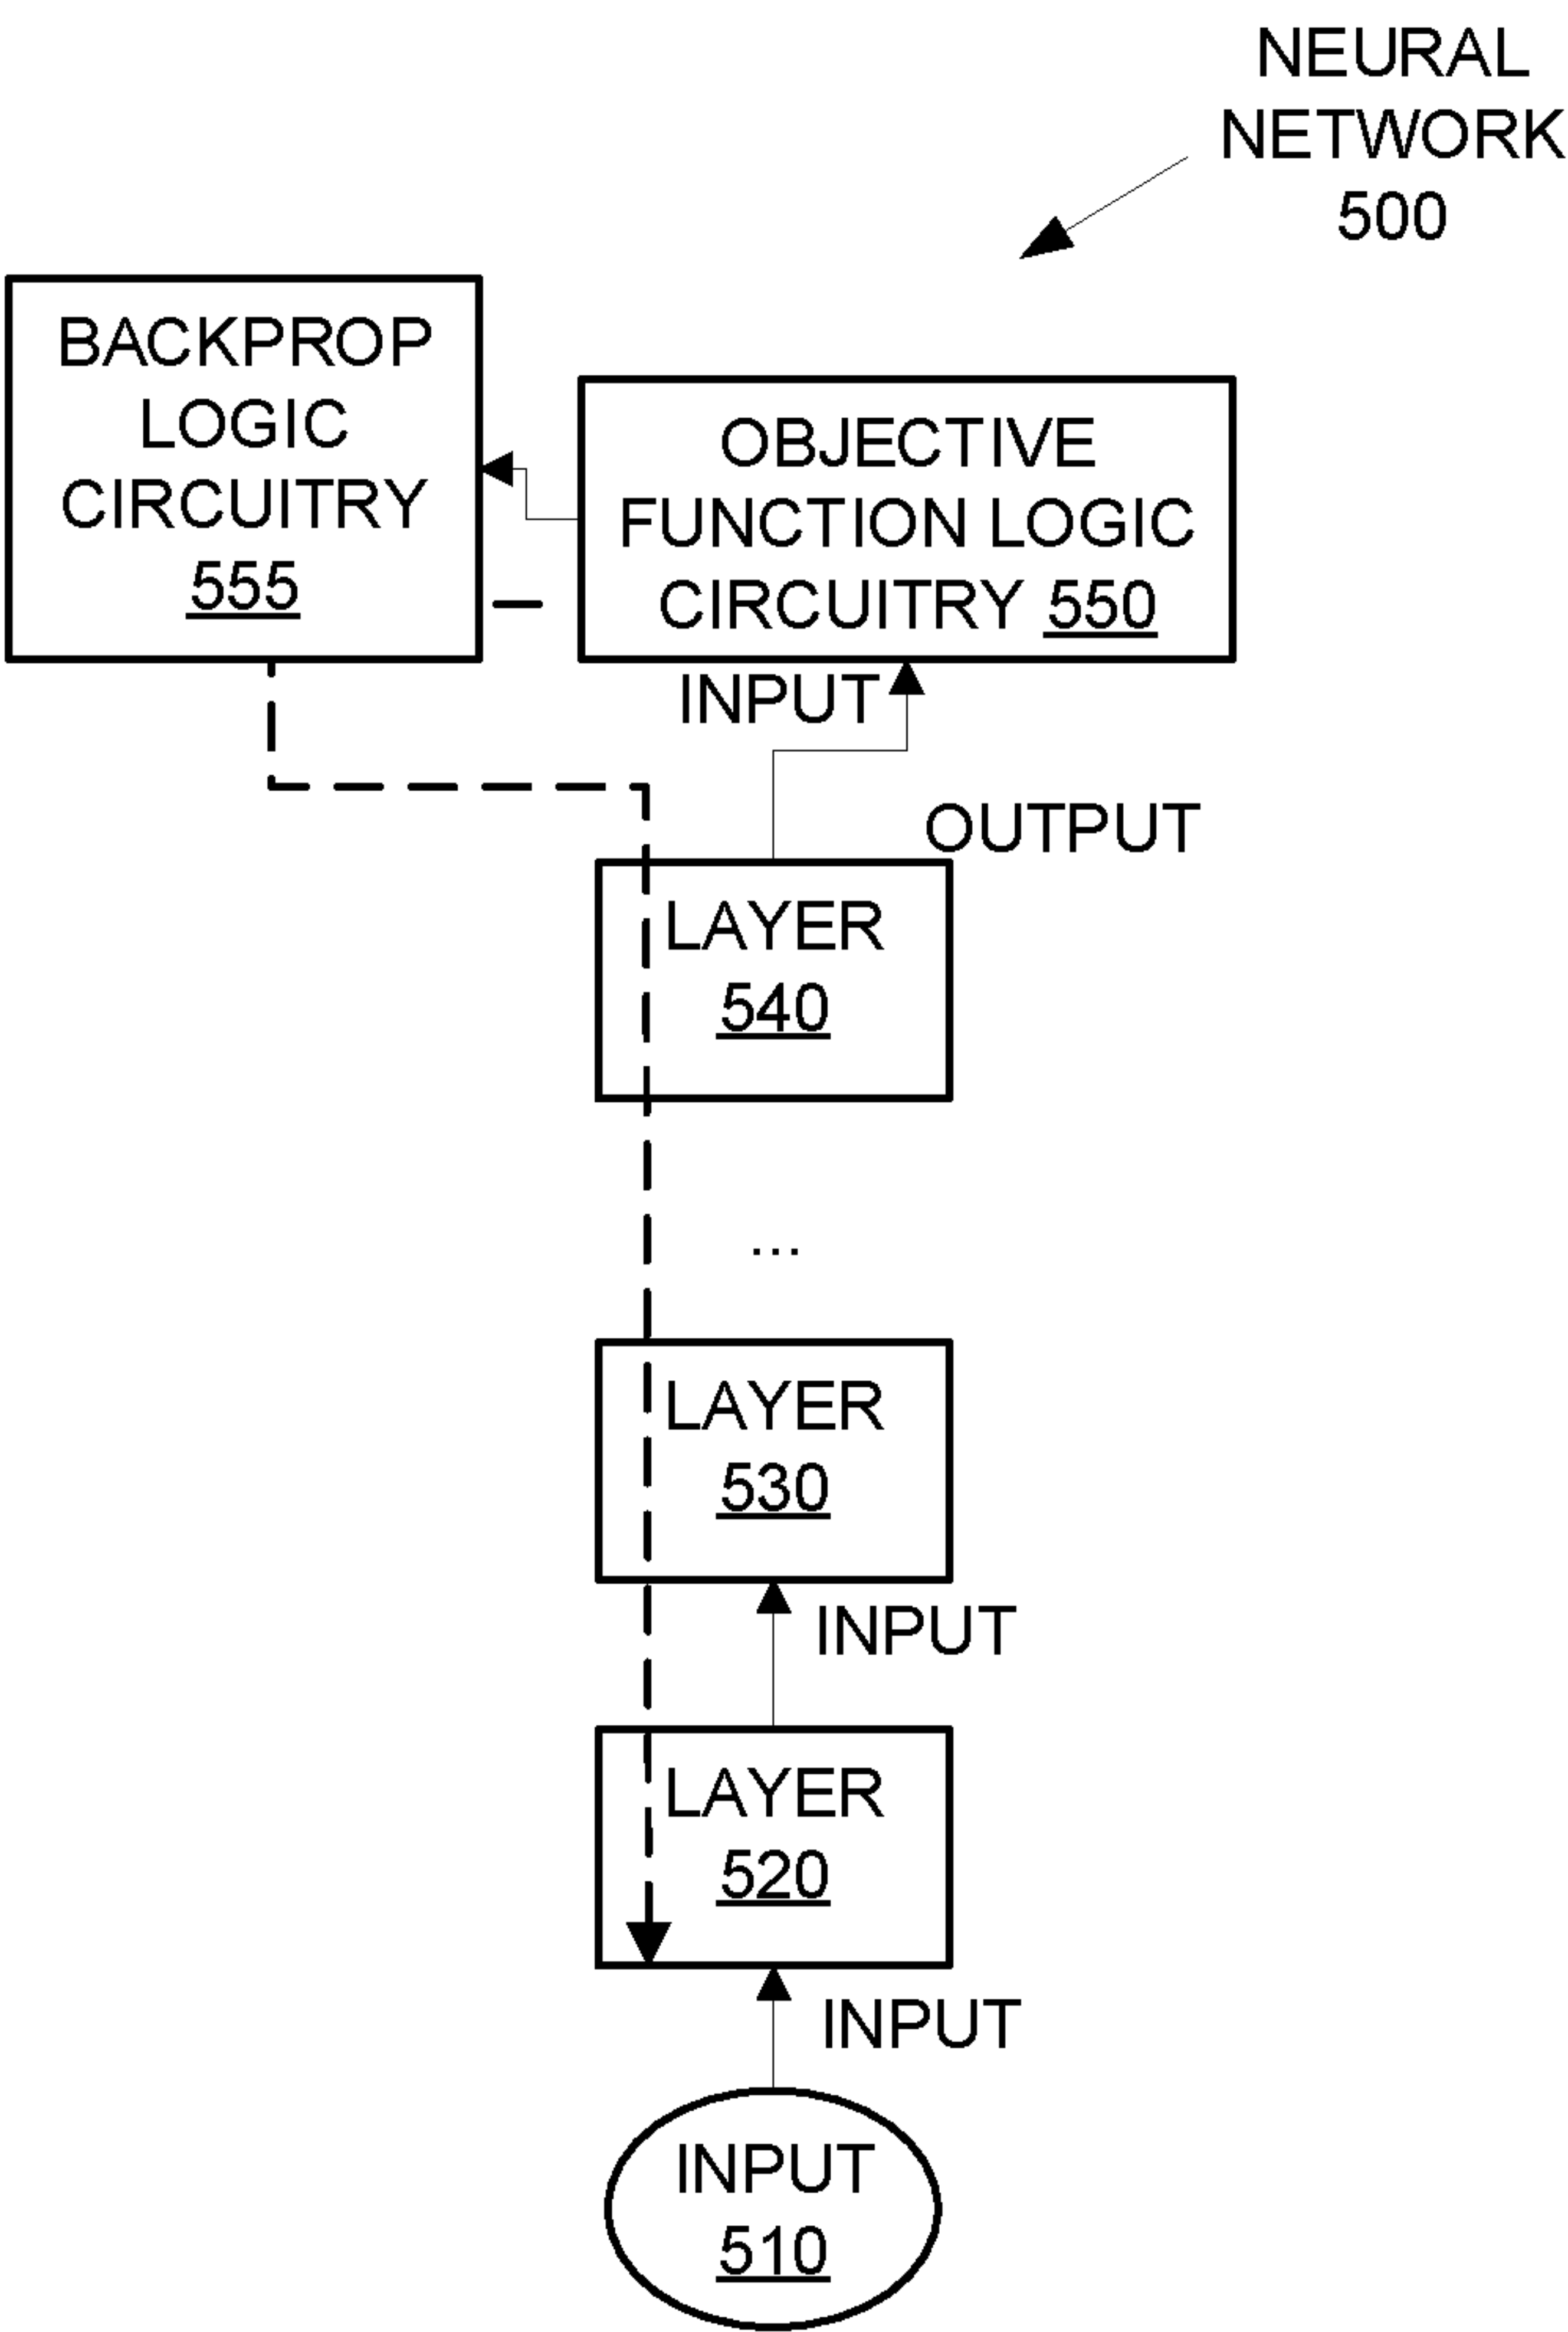 NEURAL
NETWORK
500
BACKPROP
LOGIC
CIRCUITRY
555
OBJECTIVE
FUNCTION LOGIC
CIRCUITRY 550
INPUT
OUTPUT
LAYER
540
...
LAYER
530
INPUT
LAYER
520
INPUT
INPUT
510